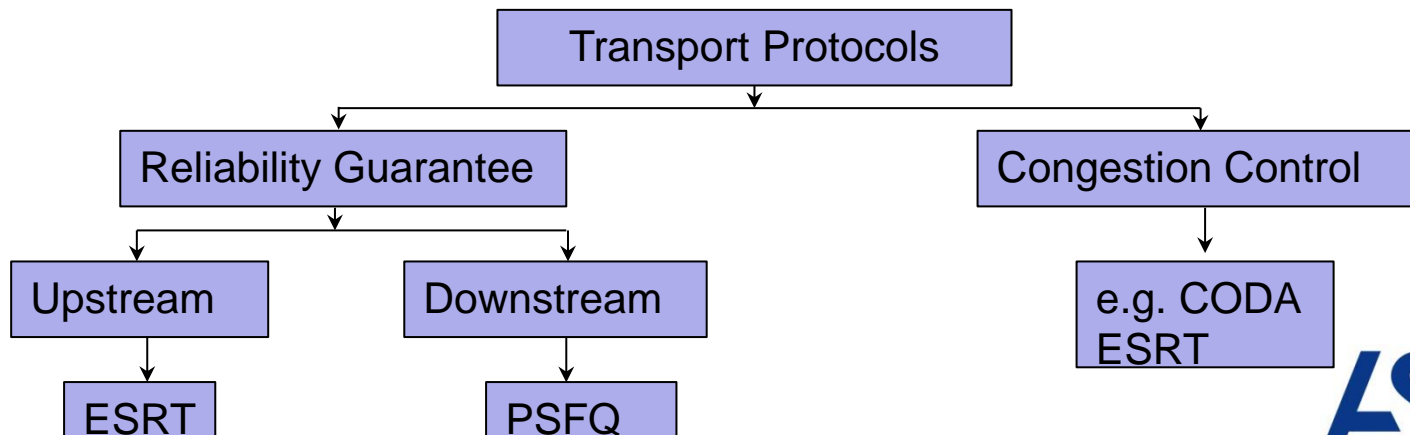 Transport Protocols
Reliability Guarantee
Congestion Control
Upstream
Downstream
e.g. CODA
ESRT
ESRT
PSFQ